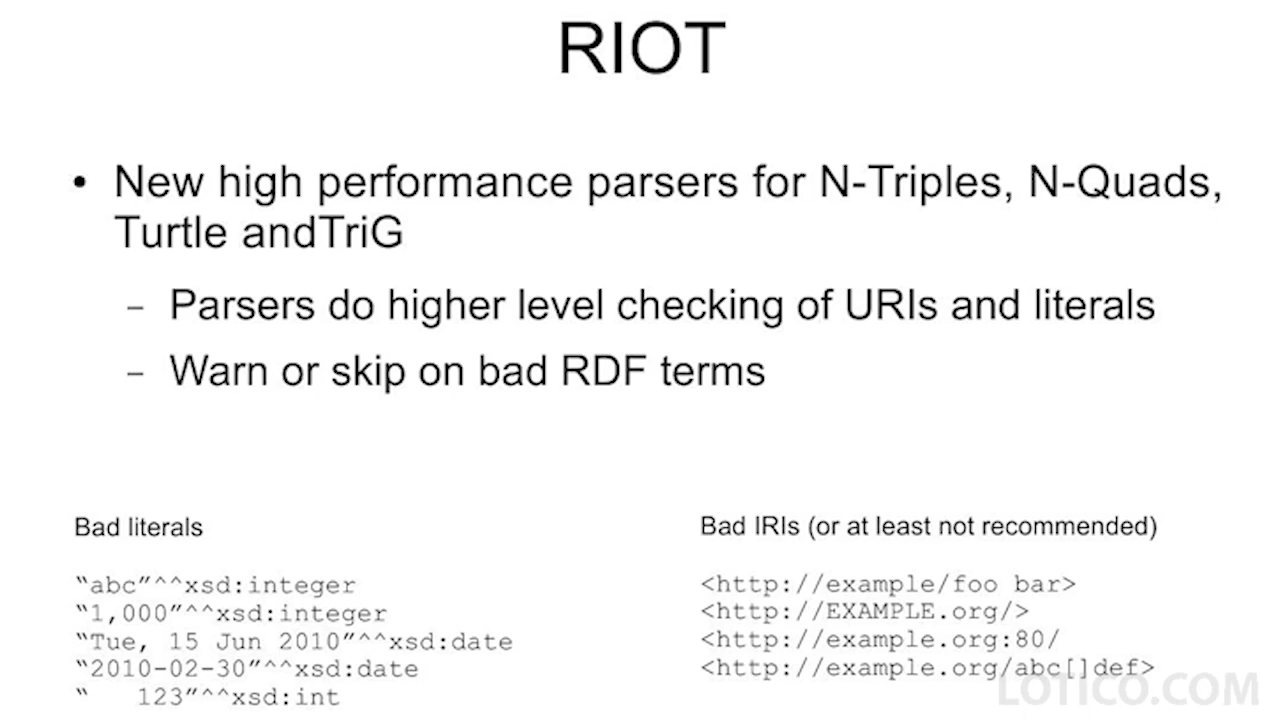 RIOT
• New high performance parsers for N-Triples, N-Quads,
Turtle andTriG
– Parsers do higher level checking of URIs and literals
– Warn or skip on bad RDF terms
Bad literals
“abc”^^xsd:integer
“1,000”^^xsd:integer
“Tue, 15 Jun 2010”^^xsd:date
“2010-02-30”^^xsd:date
“   123”^^xsd:int
Bad IRIs (or at least not recommended)
<http://example/foo bar>
<http://EXAMPLE.org/>
<http://example.org:80/
<http://example.org/abc[]def>
LOTICO.COM